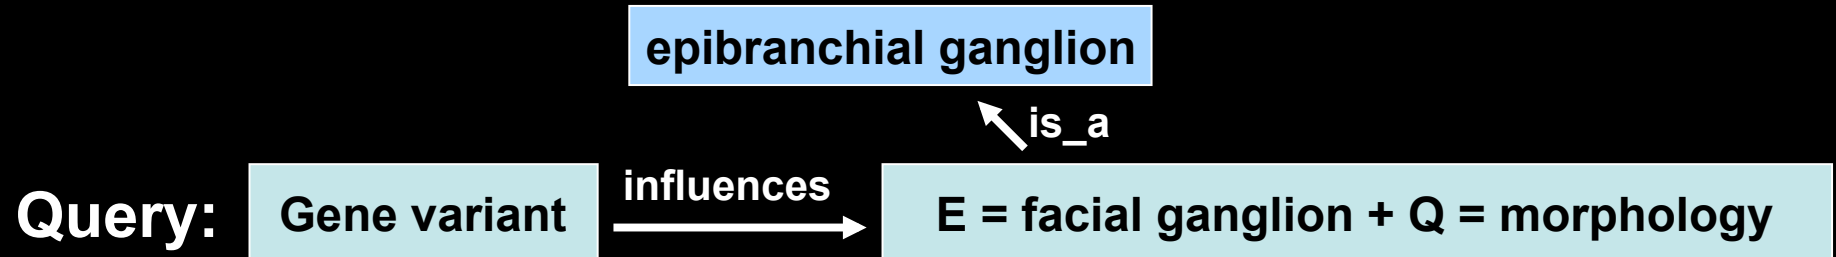 epibranchial ganglion
is_a
Query:
Gene variant
influences
E = facial ganglion + Q = morphology